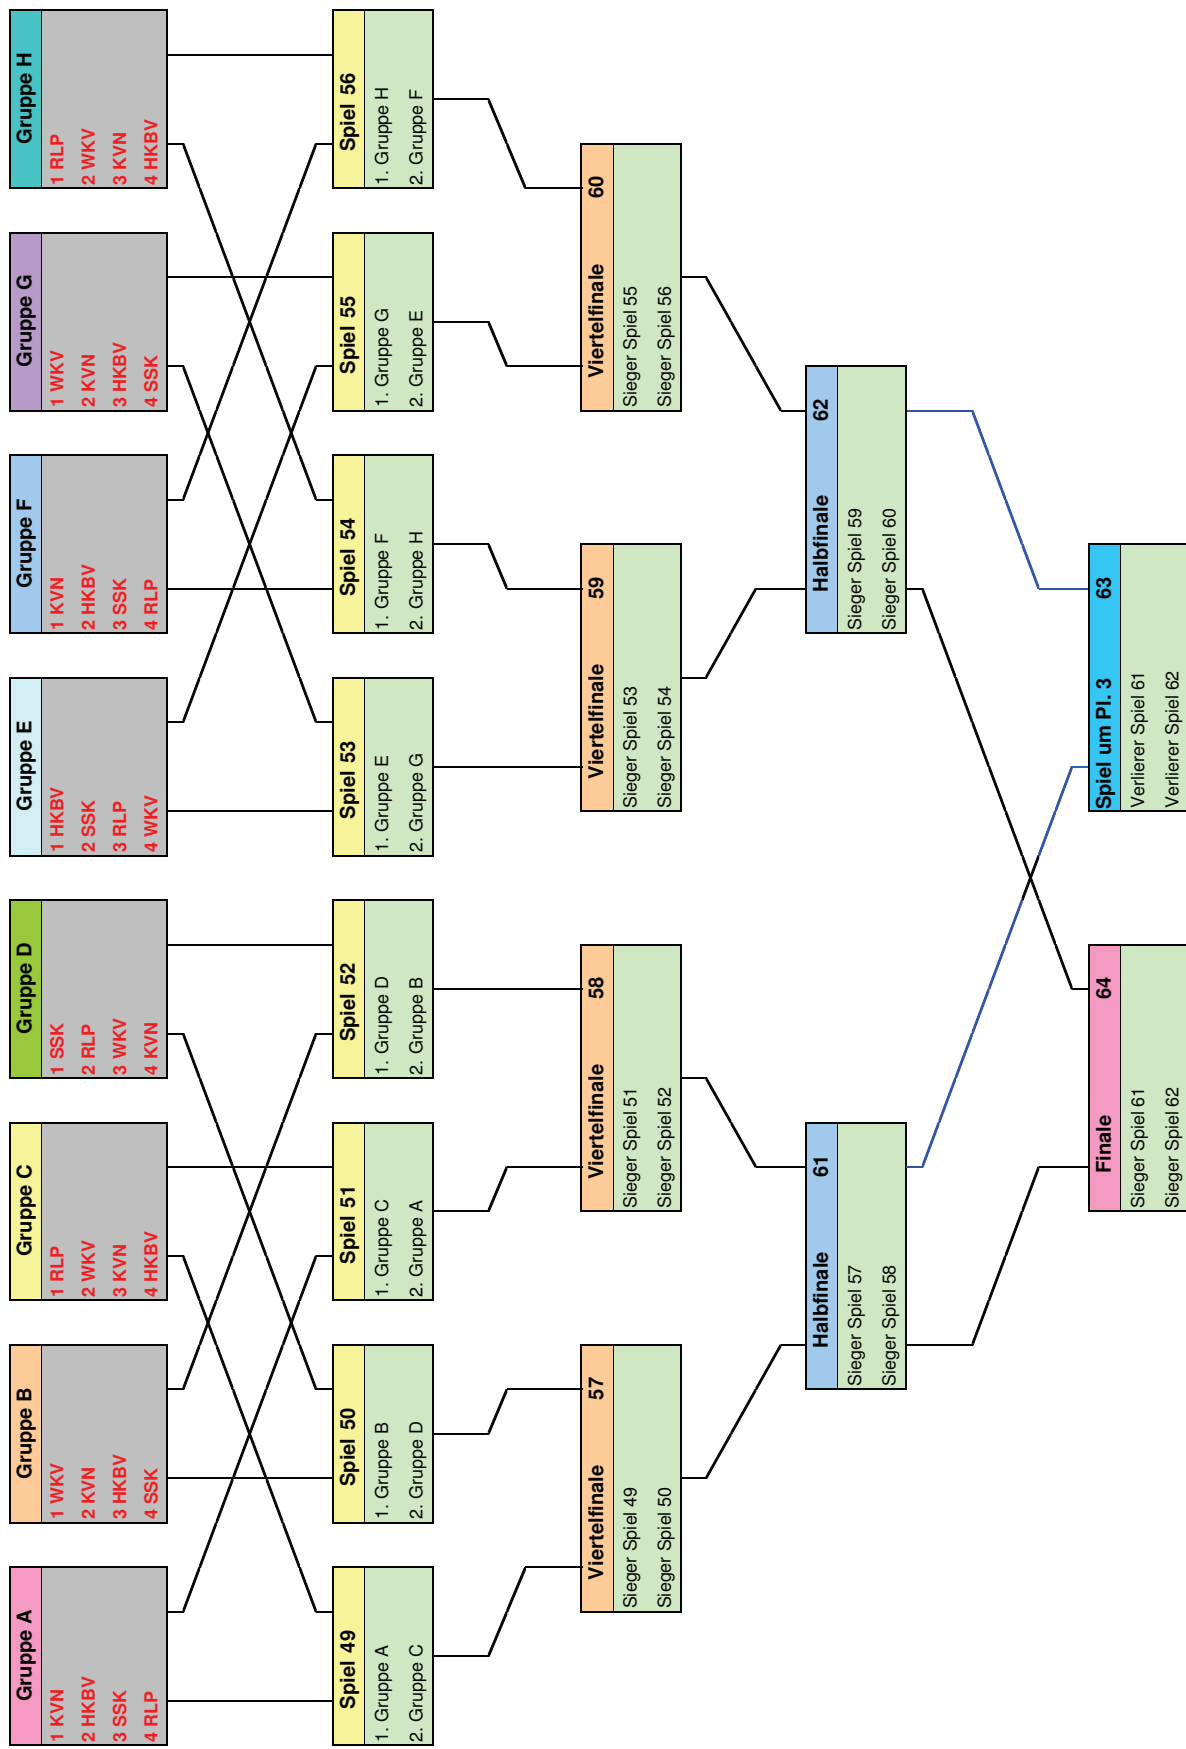 Gruppe A
1 KVN
2 HKBV
3 SSK
4 RLP
Gruppe B
1 WKV
2 KVN
3 HKBV
4 SSK
Gruppe C
1 RLP
2 WKV
3 KVN
4 HKBV
Gruppe D
1 SSK
2 RLP
3 WKV
4 KVN
Gruppe E
1 HKBV
2 SSK
3 RLP
4 WKV
Gruppe F
1 KVN
2 HKBV
3 SSK
4 RLP
Gruppe G
1 WKV
2 KVN
3 HKBV
4 SSK
Gruppe H
1 RLP
2 WKV
3 KVN
4 HKBV
Spiel 49
1. Gruppe A
2. Gruppe C
Spiel 50
1. Gruppe B
2. Gruppe D
Spiel 51
1. Gruppe C
2. Gruppe A
Spiel 52
1. Gruppe D
2. Gruppe B
Spiel 53
1. Gruppe E
2. Gruppe G
Spiel 54
1. Gruppe F
2. Gruppe H
Spiel 55
1. Gruppe G
2. Gruppe E
Spiel 56
1. Gruppe H
2. Gruppe F
Viertelfinale 57
Sieger Spiel 49
Sieger Spiel 50
Viertelfinale 58
Sieger Spiel 51
Sieger Spiel 52
Viertelfinale 59
Sieger Spiel 53
Sieger Spiel 54
Viertelfinale 60
Sieger Spiel 55
Sieger Spiel 56
Halbfinale 61
Sieger Spiel 57
Sieger Spiel 58
Halbfinale 62
Sieger Spiel 59
Sieger Spiel 60
Finale 64
Sieger Spiel 61
Sieger Spiel 62
Spiel um Pl. 3 63
Verlierer Spiel 61
Verlierer Spiel 62